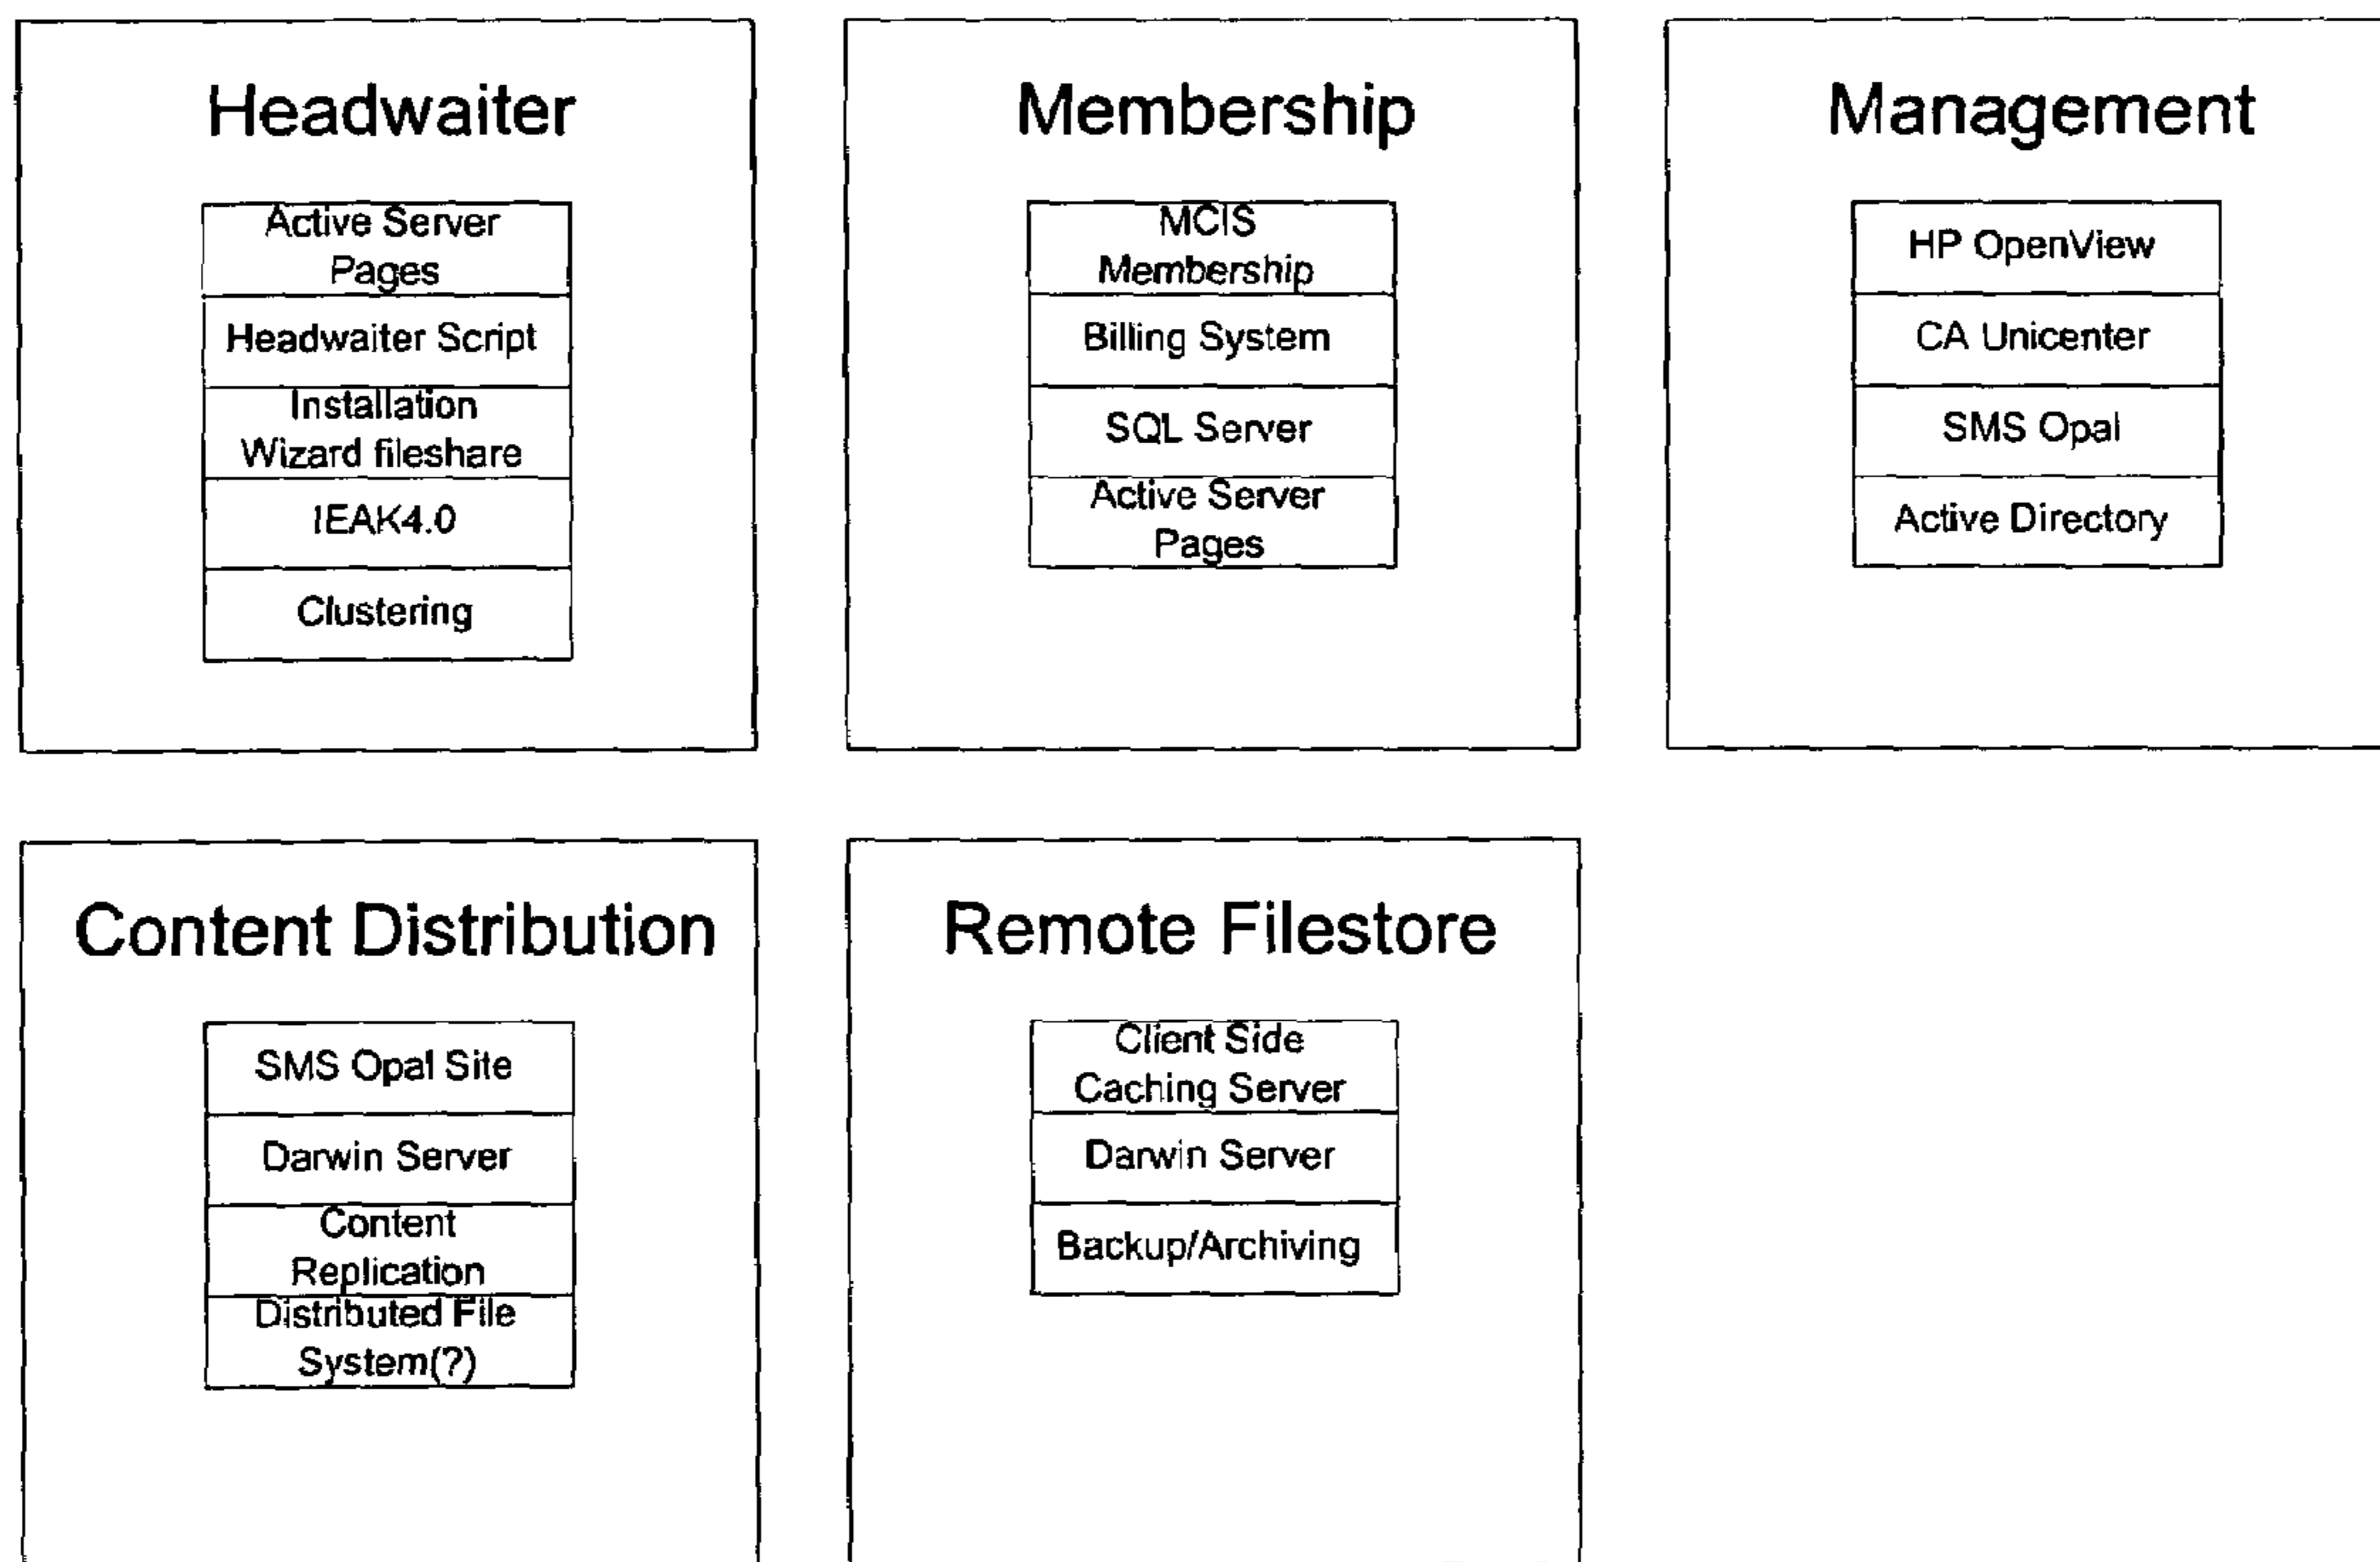 Headwaiter
Active Server
Pages
Headwaiter Script
Installation
Wizard fileshare
IEAK4.0
Clustering
Membership
MCIS
Membership
Billing System
SQL Server
Active Server
Pages
Management
HP OpenView
CA Unicenter
SMS Opal
Active Directory
Content Distribution
SMS Opal Site
Darwin Server
Content
Replication
Distributed File
System(?)
Remote Filestore
Client Side
Caching Server
Darwin Server
Backup/Archiving